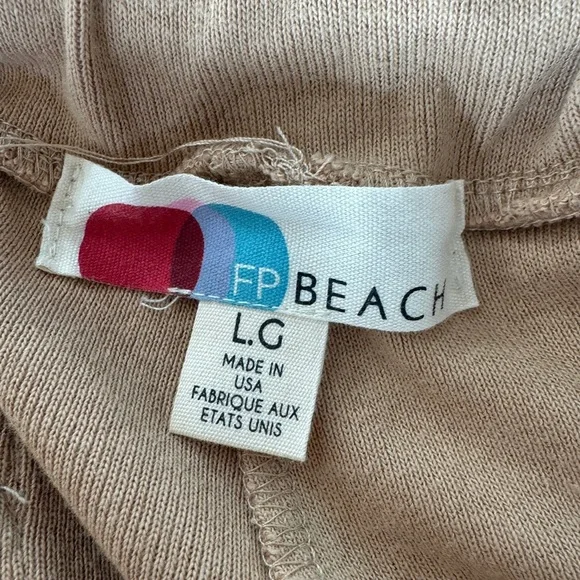 FP BEACH
L.G
MADE IN
USA
FABRIQUE AUX
ETATS UNIS